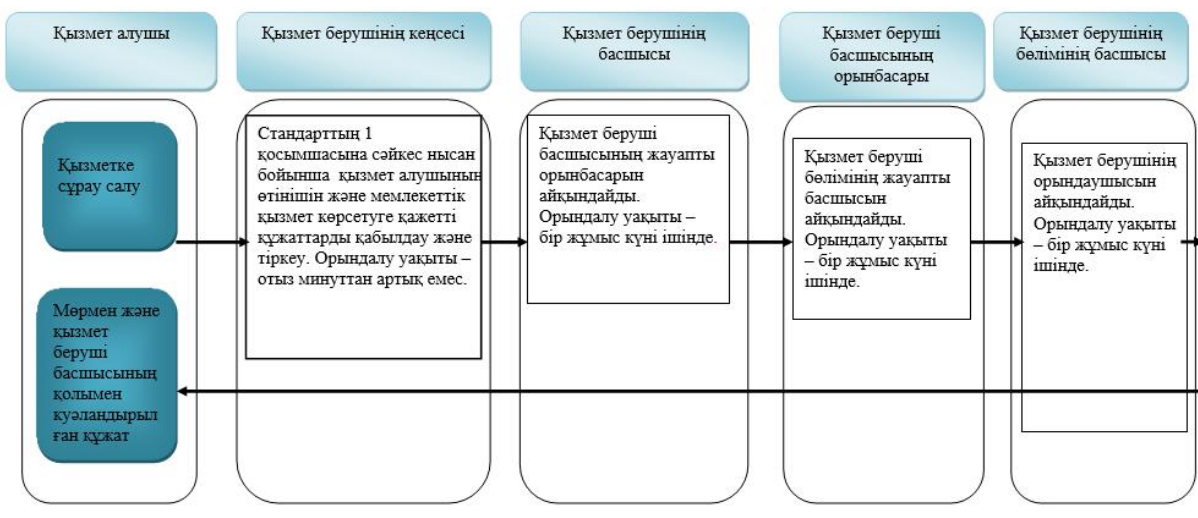 Қызмет алушы
Қызмет берушінің кеңсесі
Қызмет берушінің
басшысы
Қызмет беруші
басшысының
орынбасары
Қызмет берушінің
бөлімінің басшысы
Қызметке
сұрау салу
Мөрмен және
қызмет
беруші
басшысының
қолымен
куәландырыл
ған құжат
Стандарттың 1
қосымшасына сәйкес нысан
бойынша қызмет алушының
өтінішін және мемлекеттік
қызмет көрсетуге қажетті
құжаттарды қабылдау және
тіркеу. Орындалу уақыты –
отыз минуттан артық емес.
Қызмет беруші
басшысының жауапты
орынбасарын
айқындайды.
Орындалу уақыты –
бір жұмыс күні ішінде.
Қызмет беруші
бөлімінің жауапты
басшысын
айқындайды.
Орындалу уақыты
– бір жұмыс күні
ішінде.
Қызмет берушінің
орындаушысын
айқындайды.
Орындалу уақыты
– бір жұмыс күні
ішінде.